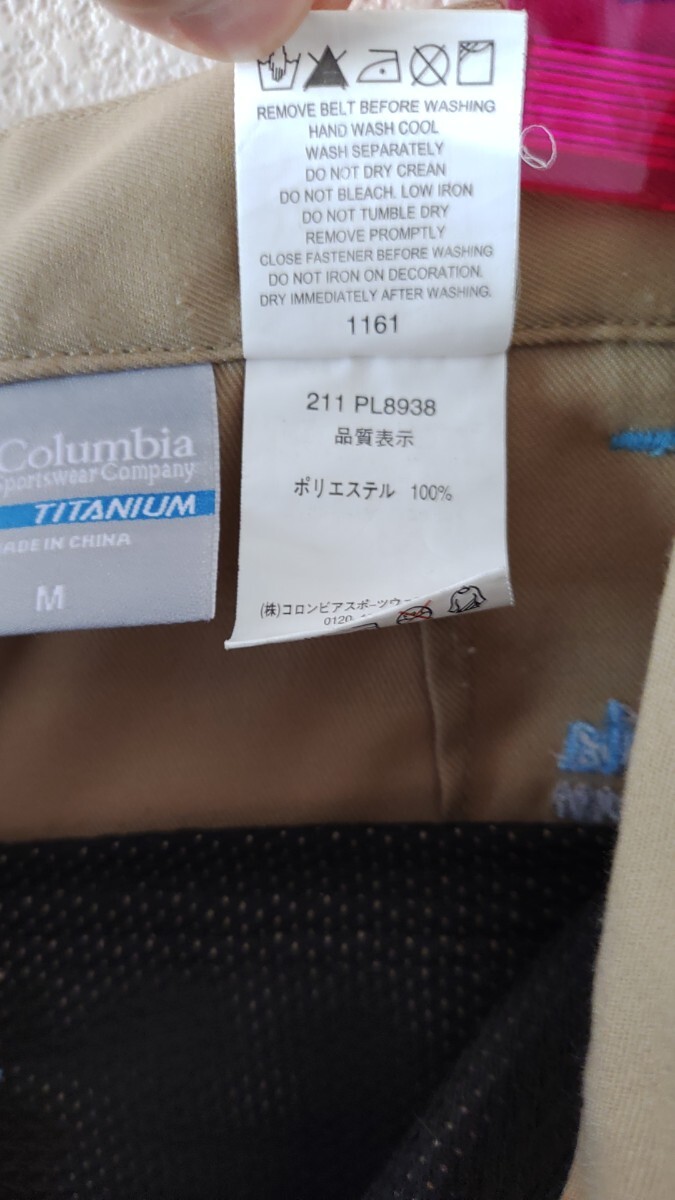 REMOVE BELT BEFORE WASHING
HAND WASH COOL
WASH SEPARATELY
DO NOT DRY CREAN
DO NOT BLEACH. LOW IRON
DO NOT TUMBLE DRY
REMOVE PROMPTLY
CLOSE FASTENER BEFORE WASHING
DO NOT IRON ON DECORATION.
DRY IMMEDIATELY AFTER WASHING.
1161
211 PL8938
品質表示
ポリエステル 100%
(株)コロンビアスポーツウ
0120
Columbia
Sportswear Company
TITANIUM
MADE IN CHINA
M